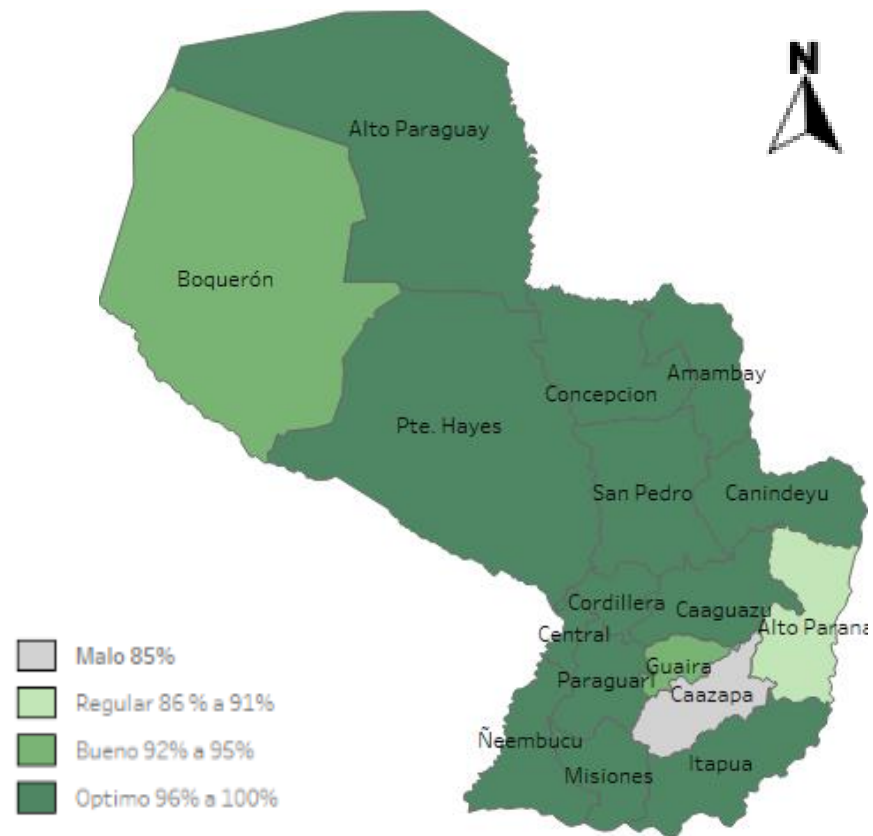 N
Alto Paraguay
Boquerón
Amambay
Concepcion
Pte. Hayes
San Pedro
Canindeyu
Cordillera
Caaguazu
Alto Parana
Central
Guaira
Paraguari
Caazapa
Ñeembucu
Itapua
Misiones
Malo 85%
Regular 86 % a 91%
Bueno 92% a 95%
Optimo 96% a 100%